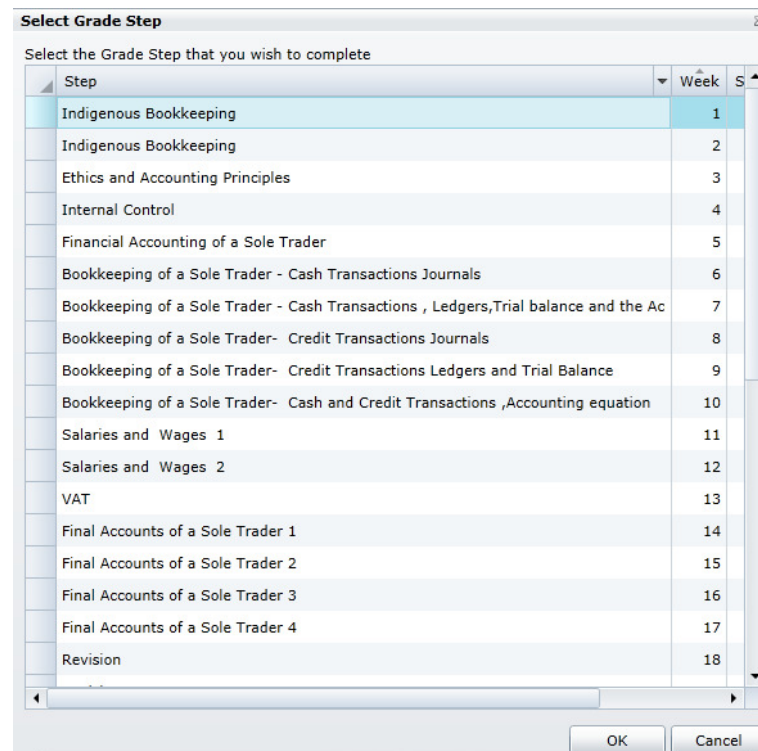 Select Grade Step
Select the Grade Step that you wish to complete
Step Week S
Indigenous Bookkeeping 1
Indigenous Bookkeeping 2
Ethics and Accounting Principles 3
Internal Control 4
Financial Accounting of a Sole Trader 5
Bookkeeping of a Sole Trader - Cash Transactions Journals 6
Bookkeeping of a Sole Trader - Cash Transactions , Ledgers,Trial balance and the Ac 7
Bookkeeping of a Sole Trader-  Credit Transactions Journals 8
Bookkeeping of a Sole Trader-  Credit Transactions Ledgers and Trial Balance 9
Bookkeeping of a Sole Trader-  Cash and Credit Transactions ,Accounting equation 10
Salaries and  Wages  1 11
Salaries and  Wages  2 12
VAT 13
Final Accounts of a Sole Trader 1 14
Final Accounts of a Sole Trader 2 15
Final Accounts of a Sole Trader 3 16
Final Accounts of a Sole Trader 4 17
Revision 18
OK Cancel